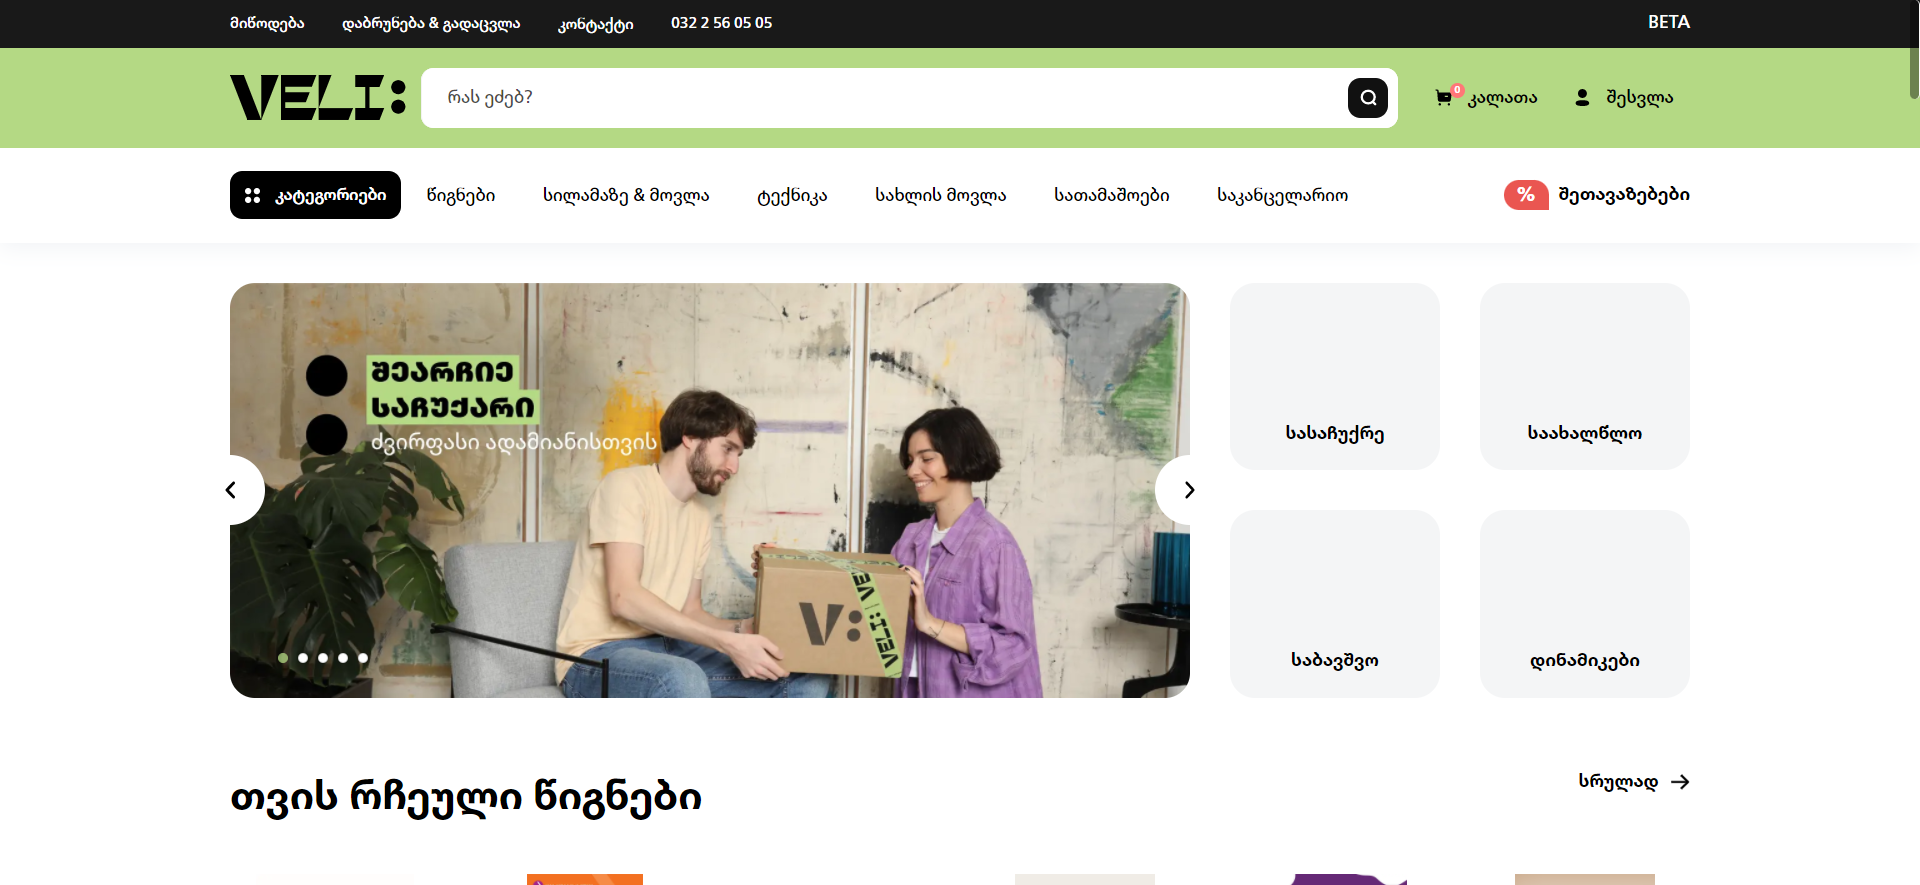 მიწოდება დაბრუნება & გადაცვლა კონტაქტი 032 2 56 05 05 BETA
VELI: რას ეძებ? 0 კალათა შესვლა
კატეგორიები წიგნები სილამაზე & მოვლა ტექნიკა სახლის მოვლა სათამაშოები საკანცელარიო % შეთავაზებები
შეარჩიე
საჩუქარი
ძვირფასი ადამიანისთვის
V:
VELI:
სასაჩუქრე საახალწლო
საბავშვო დინამიკები
თვის რჩეული წიგნები სრულად